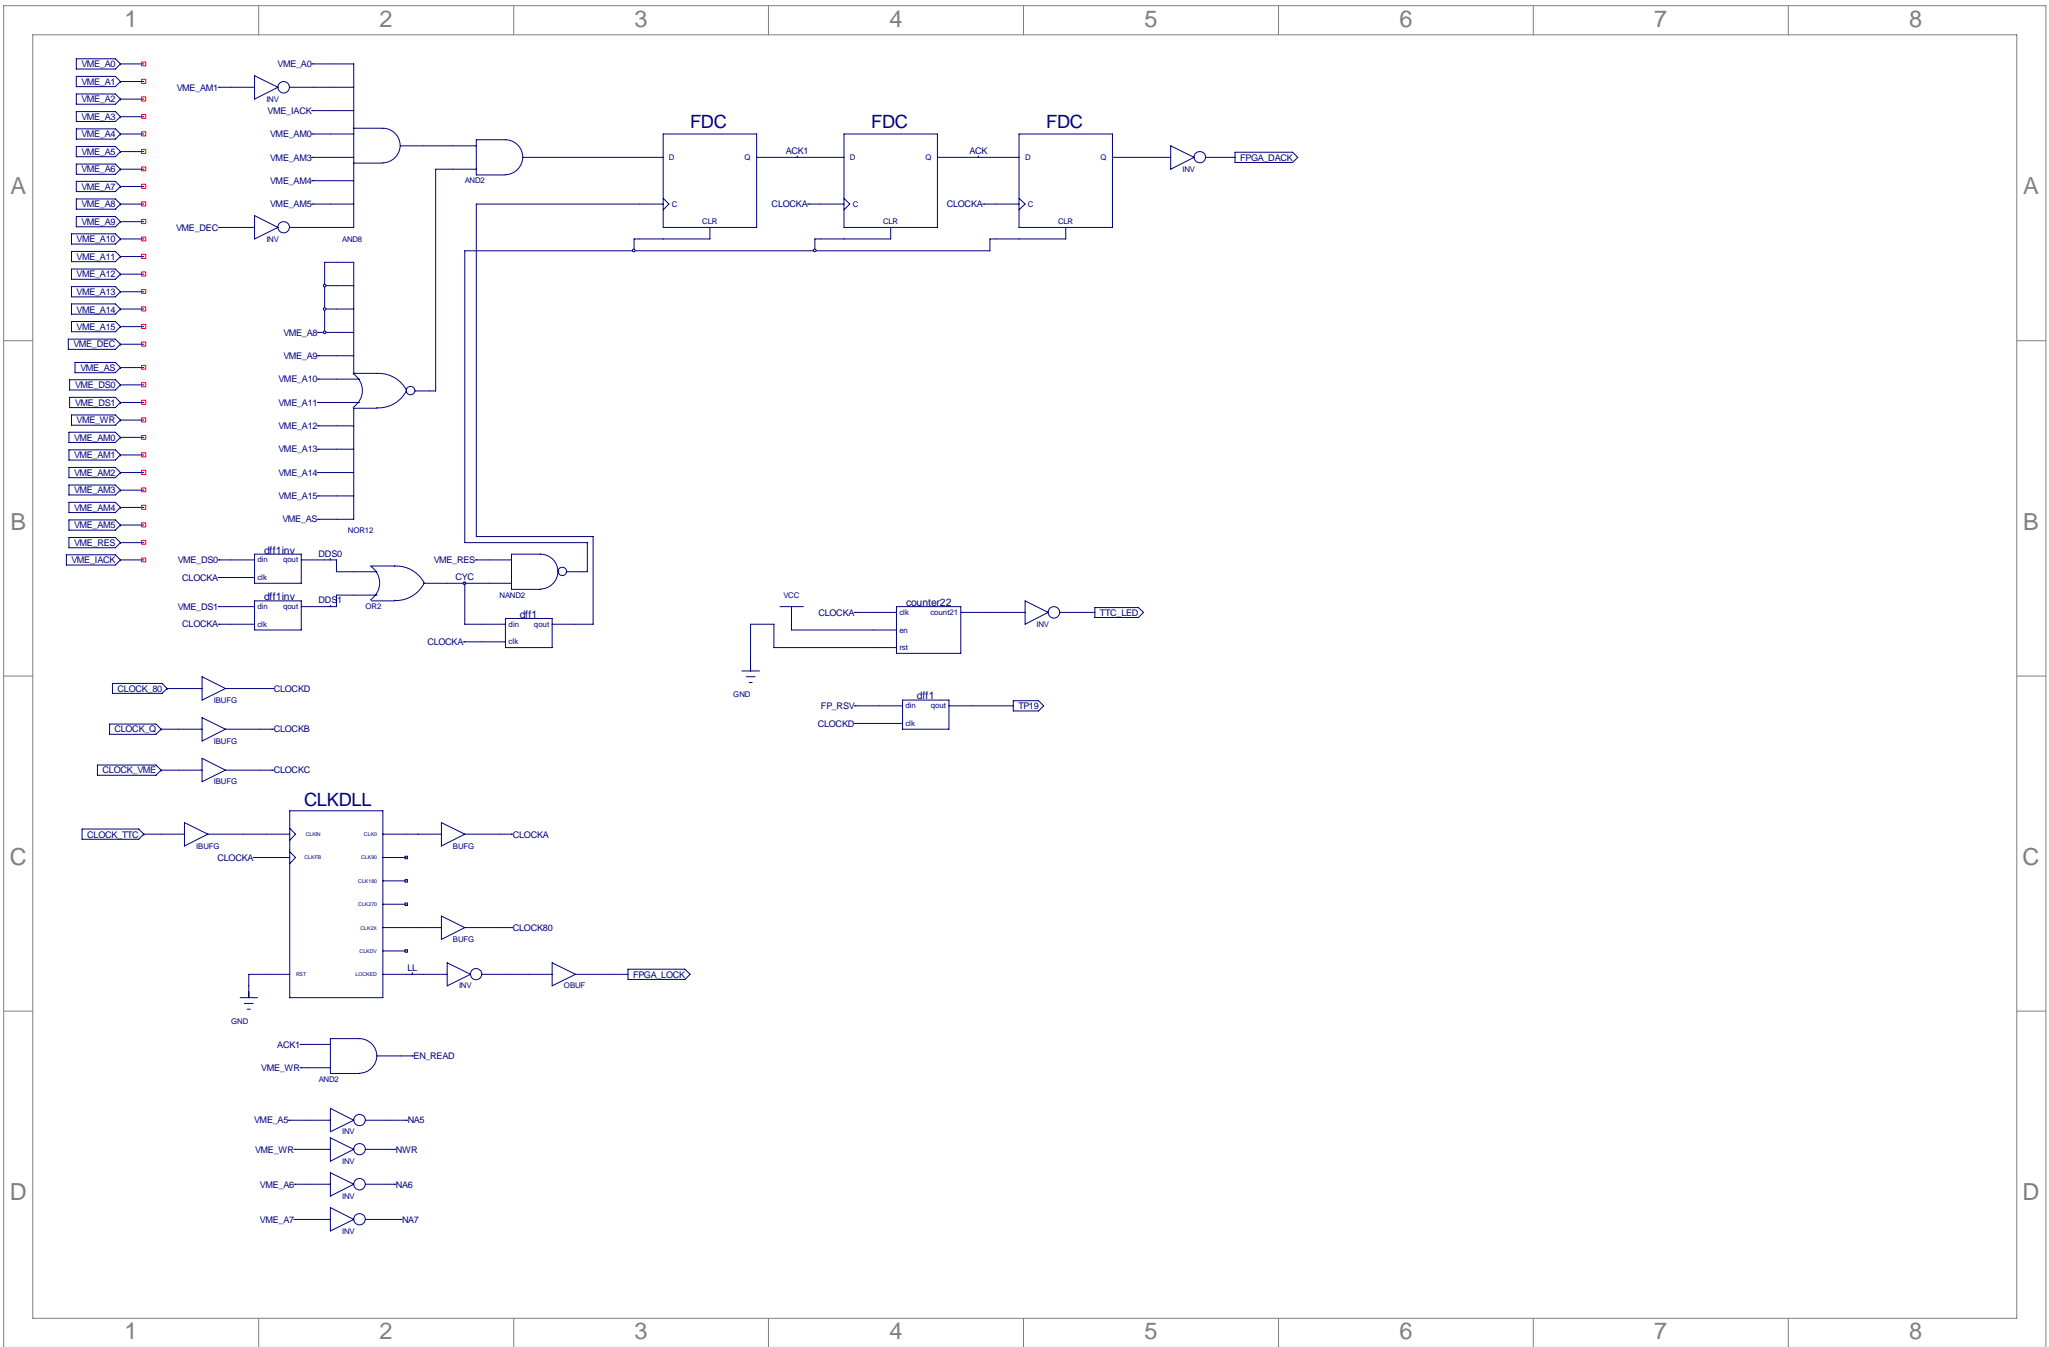 1 2 3 4 5 6 7 8
A
A
B
B
C
C
D
D
VME_A0
VME_A1
VME_A2
VME_A3
VME_A4
VME_A5
VME_A6
VME_A7
VME_A8
VME_A9
VME_A10
VME_A11
VME_A12
VME_A13
VME_A14
VME_A15
VME_DEC
VME_AS
VME_DS0
VME_DS1
VME_WR
VME_AM0
VME_AM1
VME_AM2
VME_AM3
VME_AM4
VME_AM5
VME_RES
VME_IACK
VME_A0
VME_AM1
INV
VME_IACK
VME_AM0
VME_AM3
VME_AM4
VME_AM5
VME_DEC
INV
AND8
AND2
FDC
D
Q
C
CLR
ACK1
FDC
D
Q
CLOCKA
C
CLR
ACK
FDC
D
Q
CLOCKA
C
CLR
INV
FPGA_DACK
VME_A8
VME_A9
VME_A10
VME_A11
VME_A12
VME_A13
VME_A14
VME_A15
VME_AS
NOR12
dff1inv
VME_DS0
din qout
DDS0
CLOCKA
clk
dff1inv
VME_DS1
din qout
DDS1
CLOCKA
clk
OR2
CYC
VME_RES
NAND2
dff1
din qout
CLOCKA
clk
VCC
GND
counter22
CLOCKA
clk count21
en
rst
INV
TTC_LED
dff1
FP_RSV
din qout
CLOCKD
clk
TP19
CLOCK_80
IBUFG
CLOCKD
CLOCK_Q
IBUFG
CLOCKB
CLOCK_VME
IBUFG
CLOCKC
CLKDLL
CLOCK_TTC
IBUFG
CLKIN
CLK0
BUFG
CLOCKA
CLOCKA
CLKFB
CLK90
CLK180
CLK270
CLK2X
BUFG
CLOCK80
CLKDV
RST
LOCKED
LL
INV
OBUF
FPGA_LOCK
GND
ACK1
VME_WR
AND2
EN_READ
VME_A5
INV
NA5
VME_WR
INV
NWR
VME_A6
INV
NA6
VME_A7
INV
NA7
1 2 3 4 5 6 7 8